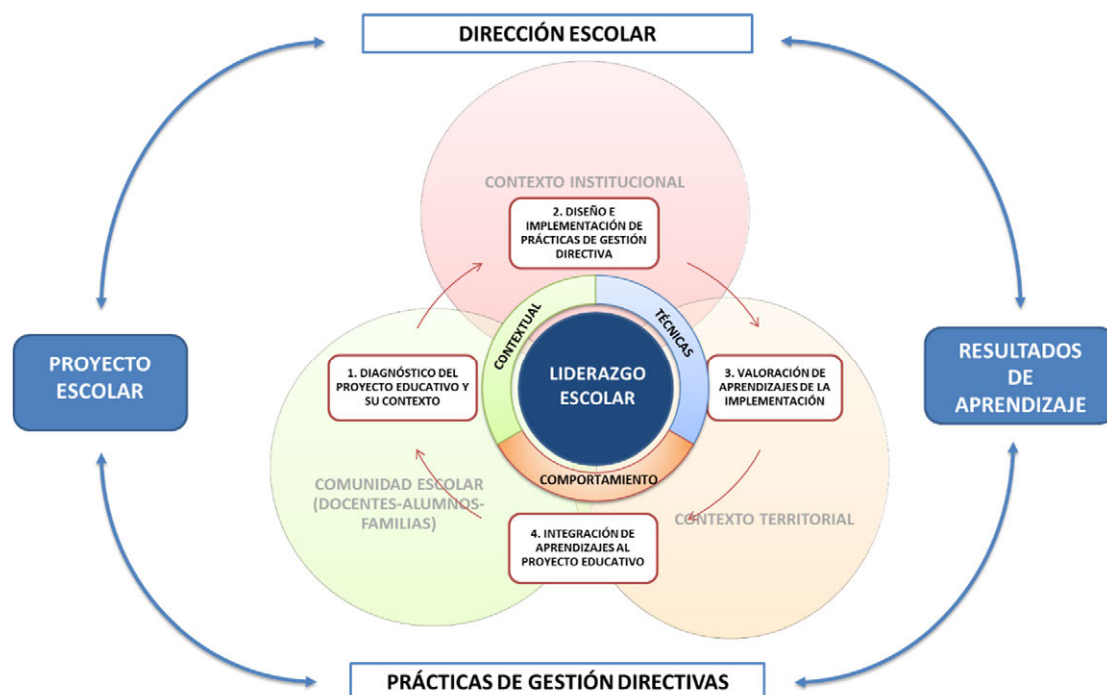 DIRECCIÓN ESCOLAR
CONTEXTO INSTITUCIONAL
2. DISEÑO E
IMPLEMENTACIÓN DE
PRÁCTICAS DE GESTIÓN
DIRECTIVA
CONTEXTUAL
TÉCNICAS
PROYECTO
ESCOLAR
1. DIAGNÓSTICO DEL
PROYECTO EDUCATIVO Y
SU CONTEXTO
LIDERAZGO
ESCOLAR
3. VALORACIÓN DE
APRENDIZAJES DE LA
IMPLEMENTACIÓN
RESULTADOS
DE
APRENDIZAJE
COMPORTAMIENTO
COMUNIDAD ESCOLAR
(DOCENTES-ALUMNOS-
FAMILIAS)
CONTEXTO TERRITORIAL
4. INTEGRACIÓN DE
APRENDIZAJES AL
PROYECTO EDUCATIVO
PRÁCTICAS DE GESTIÓN DIRECTIVAS